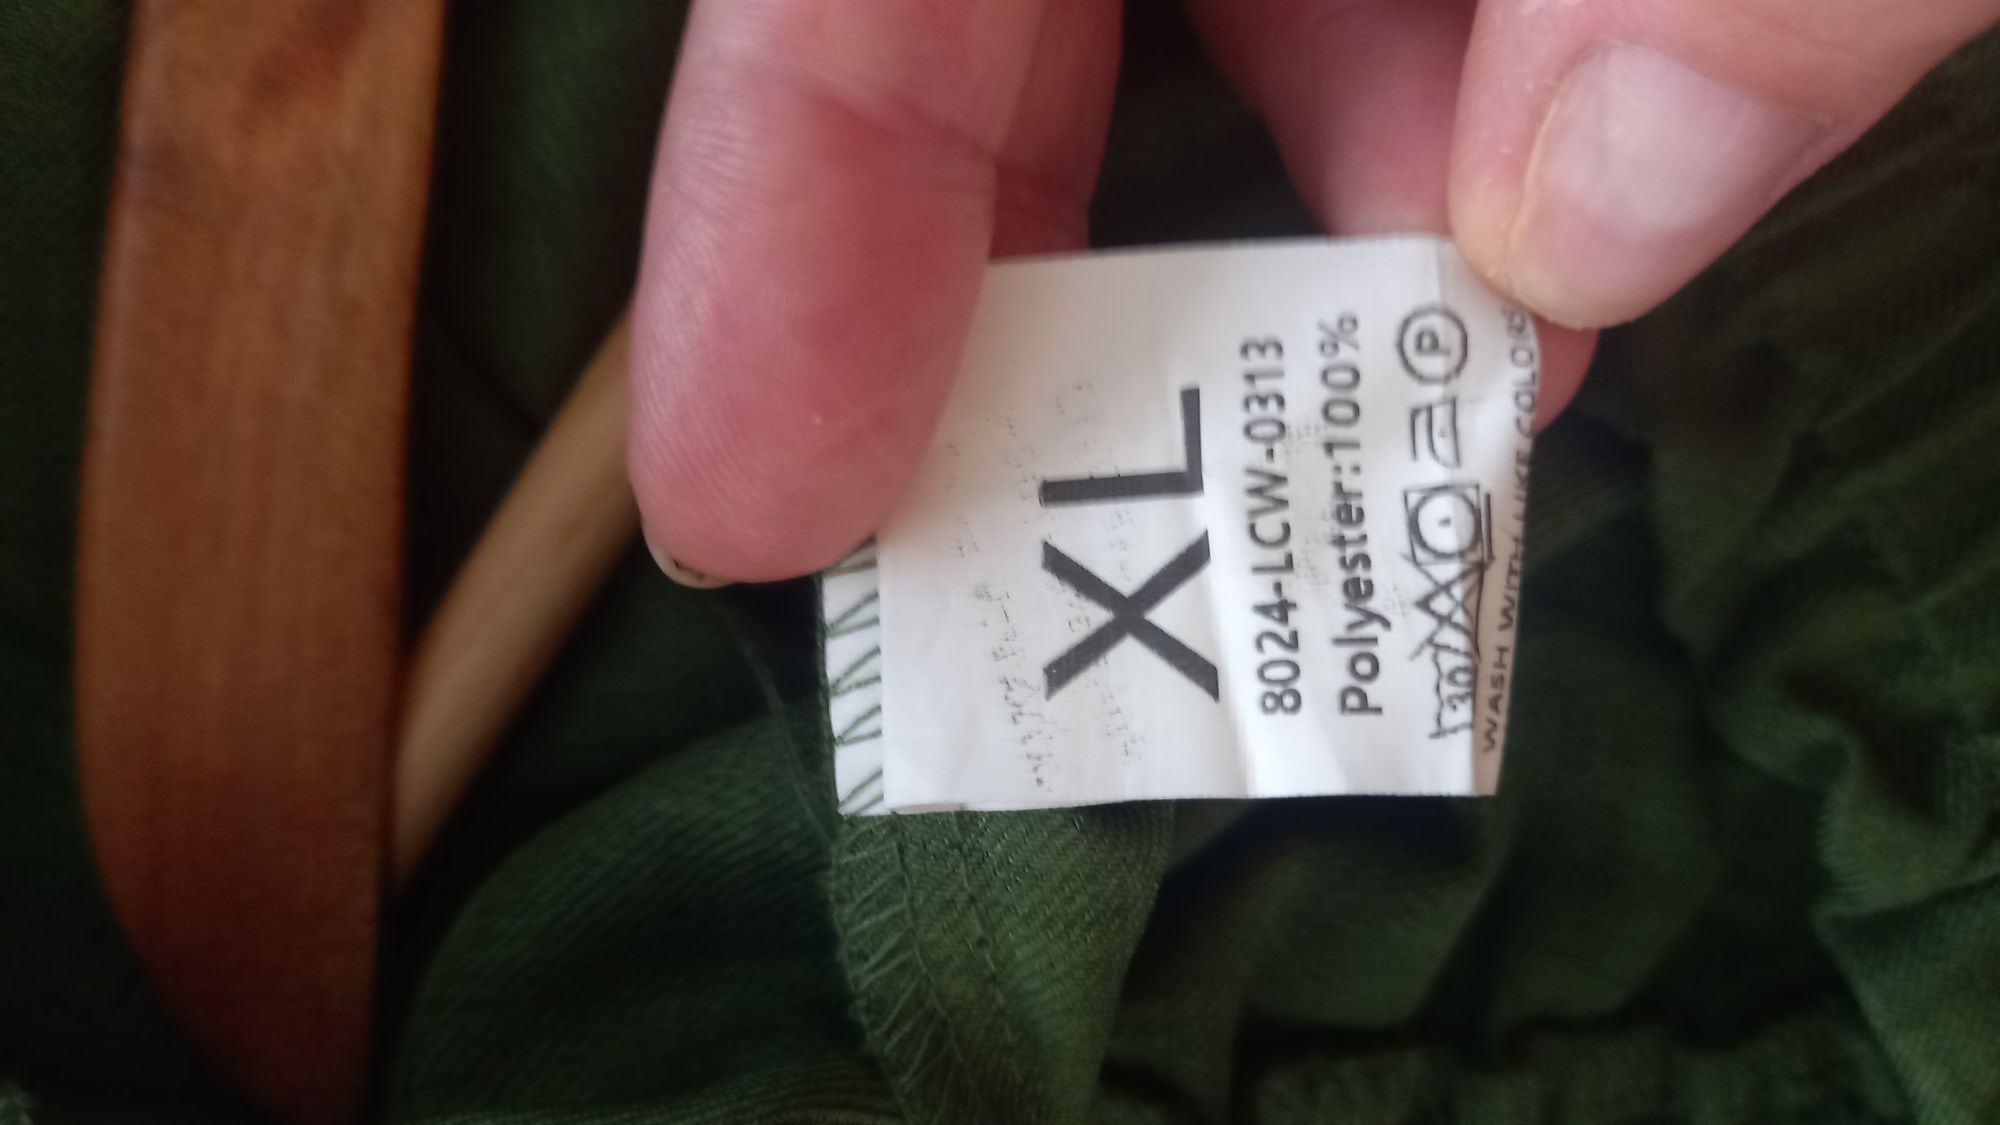 XL
8024-LCW-0313
Polyester:100%
30 P
WASH WITH LIKE COLORS